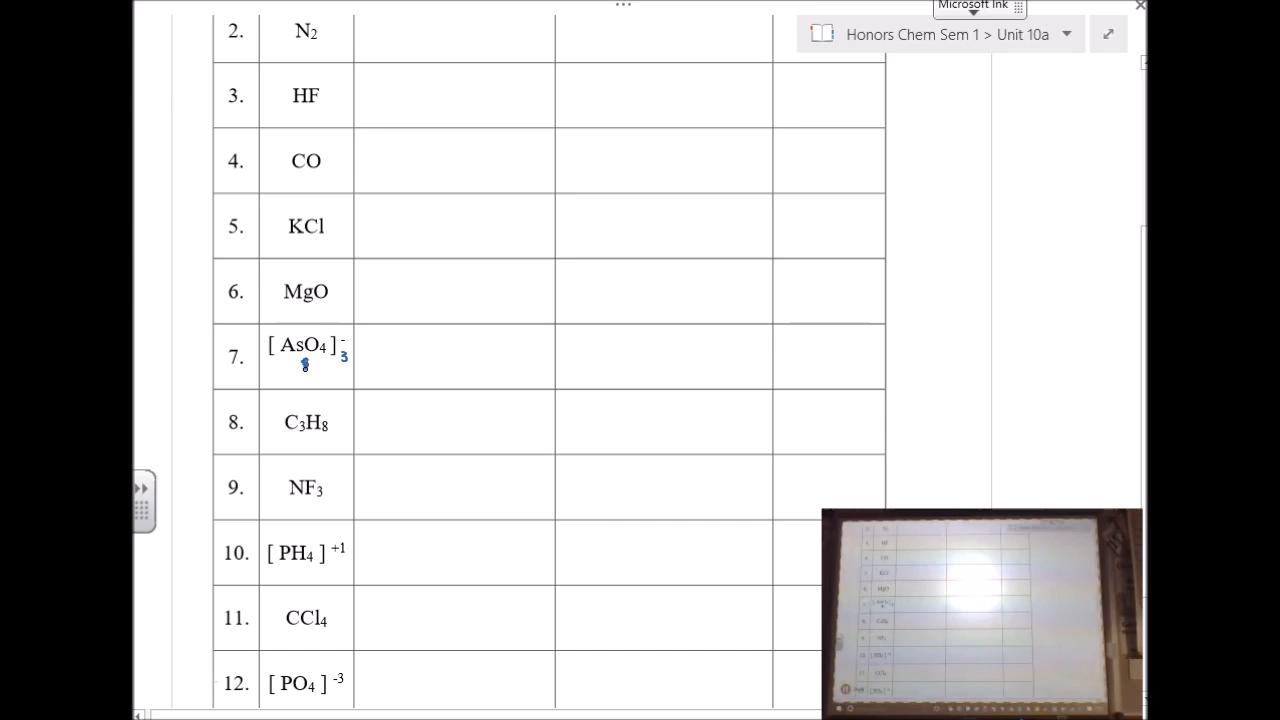 Microsoft Ink
Honors Chem Sem 1 > Unit 10a
2. N₂
3. HF
4. CO
5. KCl
6. MgO
7. [ AsO₄ ]⁻ 3
8. C₃H₈
9. NF₃
10. [ PH₄ ] ⁺¹
11. CCl₄
12. [ PO₄ ] ⁻³